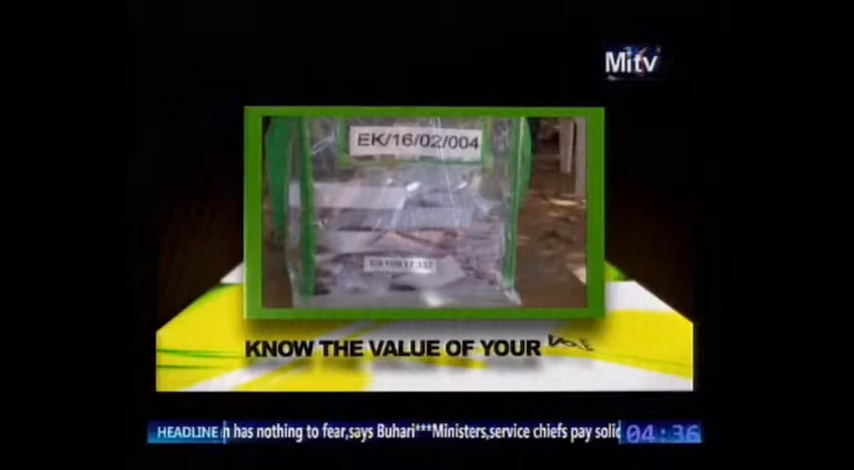 Mitv
EK/16/02/004
KNOW THE VALUE OF YOUR
HEADLINE
has nothing to fear,says Buhari***Ministers,service chiefs pay
04:36